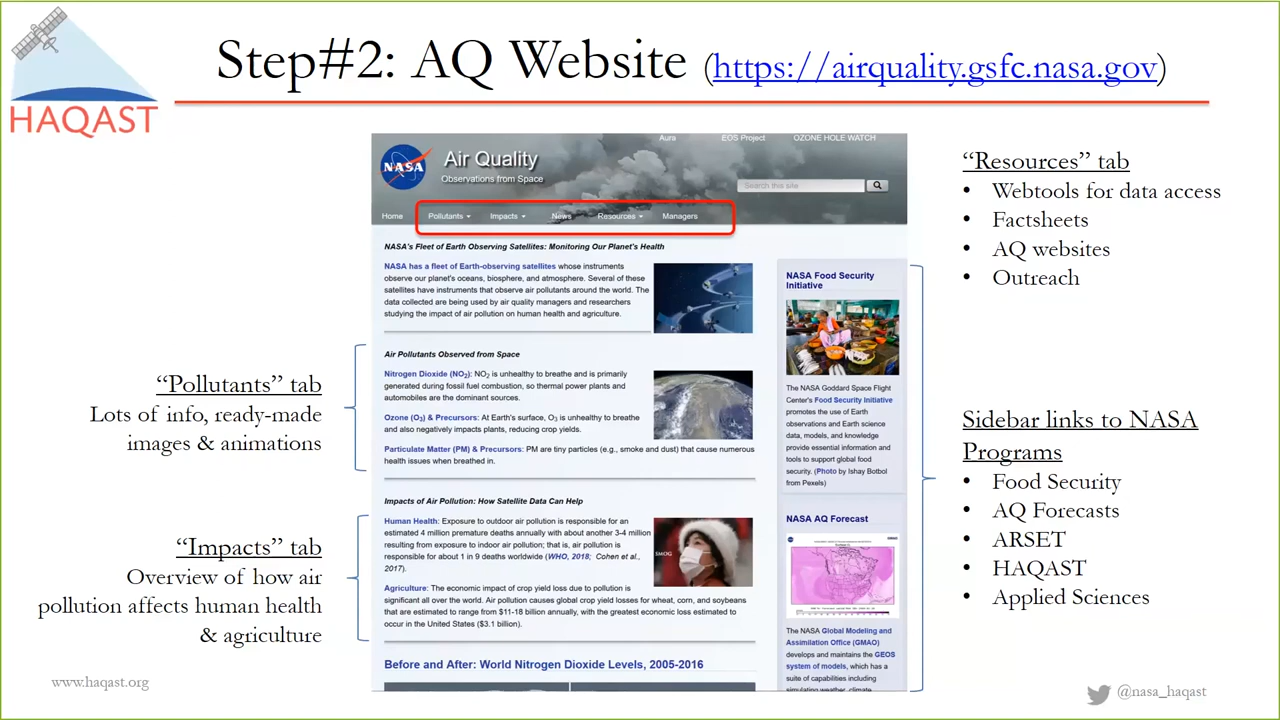 HAQAST
Step#2: AQ Website (https://airquality.gsfc.nasa.gov)
"Pollutants" tab
Lots of info, ready-made
images & animations
"Impacts" tab
Overview of how air
pollution affects human health
& agriculture
Aura
EOS Project
OZONE HOLE WATCH
NASA
Air Quality
Observations from Space
Search this site
Home
Pollutants
Impacts
News
Resources
Managers
NASA's Fleet of Earth Observing Satellites: Monitoring Our Planet's Health
NASA has a fleet of Earth-observing satellites whose instruments
observe our planet's oceans, biosphere, and atmosphere. Several of these
satellites have instruments that observe air pollutants around the world. The
data collected are being used by air quality managers and researchers
studying the impact of air pollution on human health and agriculture.
Air Pollutants Observed from Space
Nitrogen Dioxide (NO₂): NO₂ is unhealthy to breathe and is primarily
generated during fossil fuel combustion, so thermal power plants and
automobiles are the dominant sources.
Ozone (O₃) & Precursors: At Earth's surface, O₃ is unhealthy to breathe
and also negatively impacts plants, reducing crop yields.
Particulate Matter (PM) & Precursors: PM are tiny particles (e.g., smoke and dust) that cause numerous
health issues when breathed in.
Impacts of Air Pollution: How Satellite Data Can Help
Human Health: Exposure to outdoor air pollution is responsible for an
estimated 4 million premature deaths annually with about another 3-4 million
resulting from exposure to indoor air pollution; that is, air pollution is
responsible for about 1 in 9 deaths worldwide (WHO, 2018; Cohen et al.,
2017).
SMOG
Agriculture: The economic impact of crop yield loss due to pollution is
significant all over the world. Air pollution causes global crop yield losses for wheat, corn, and soybeans
that are estimated to range from $11-18 billion annually, with the greatest economic loss estimated to
occur in the United States ($3.1 billion).
Before and After: World Nitrogen Dioxide Levels, 2005-2016
NASA Food Security
Initiative
The NASA Goddard Space Flight
Center's Food Security Initiative
promotes the use of Earth
observations and Earth science
data, models, and knowledge
provide essential information and
tools to support global food
security. (Photo by Ishay Botbol
from Pexels)
NASA AQ Forecast
The NASA Global Modeling and
Assimilation Office (GMAO)
develops and maintains the GEOS
system of models, which has a
suite of capabilities including
simulating weather, climate,
"Resources" tab
• Webtools for data access
• Factsheets
• AQ websites
• Outreach
Sidebar links to NASA
Programs
• Food Security
• AQ Forecasts
• ARSET
• HAQAST
• Applied Sciences
www.haqast.org
@nasa_haqast